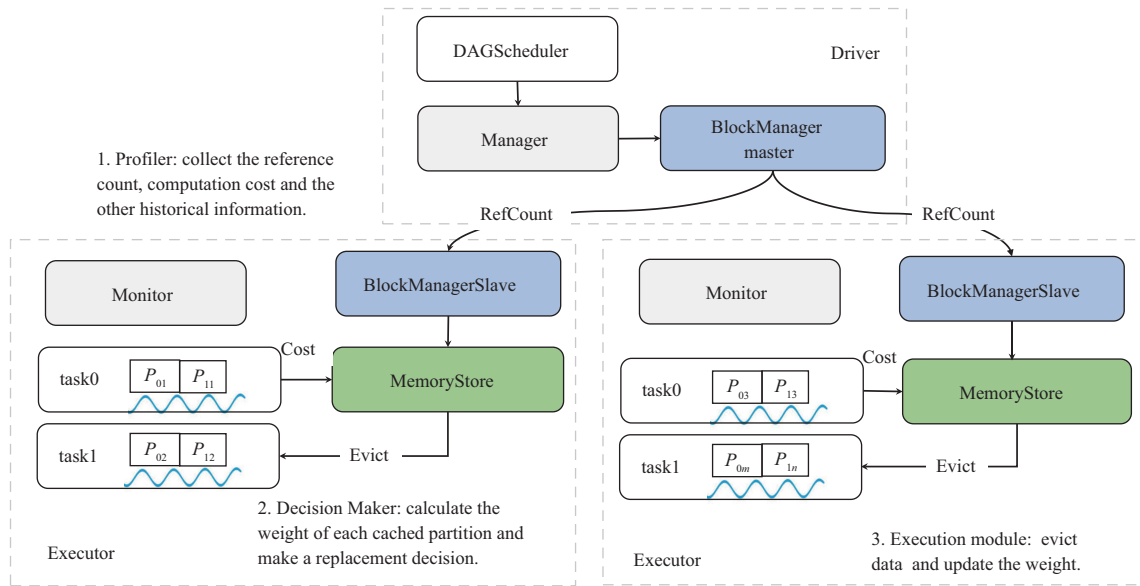 DAGScheduler
Driver
Manager
BlockManager
master
1. Profiler: collect the reference
count, computation cost and the
other historical information.
RefCount
RefCount
Monitor
BlockManagerSlave
Cost
task0
P01
P11
MemoryStore
task1
P02
P12
Evict
2. Decision Maker: calculate the
weight of each cached partition and
make a replacement decision.
Executor
Monitor
BlockManagerSlave
Cost
task0
P03
P13
MemoryStore
task1
P0m
P1n
Evict
3. Execution module: evict
data and update the weight.
Executor